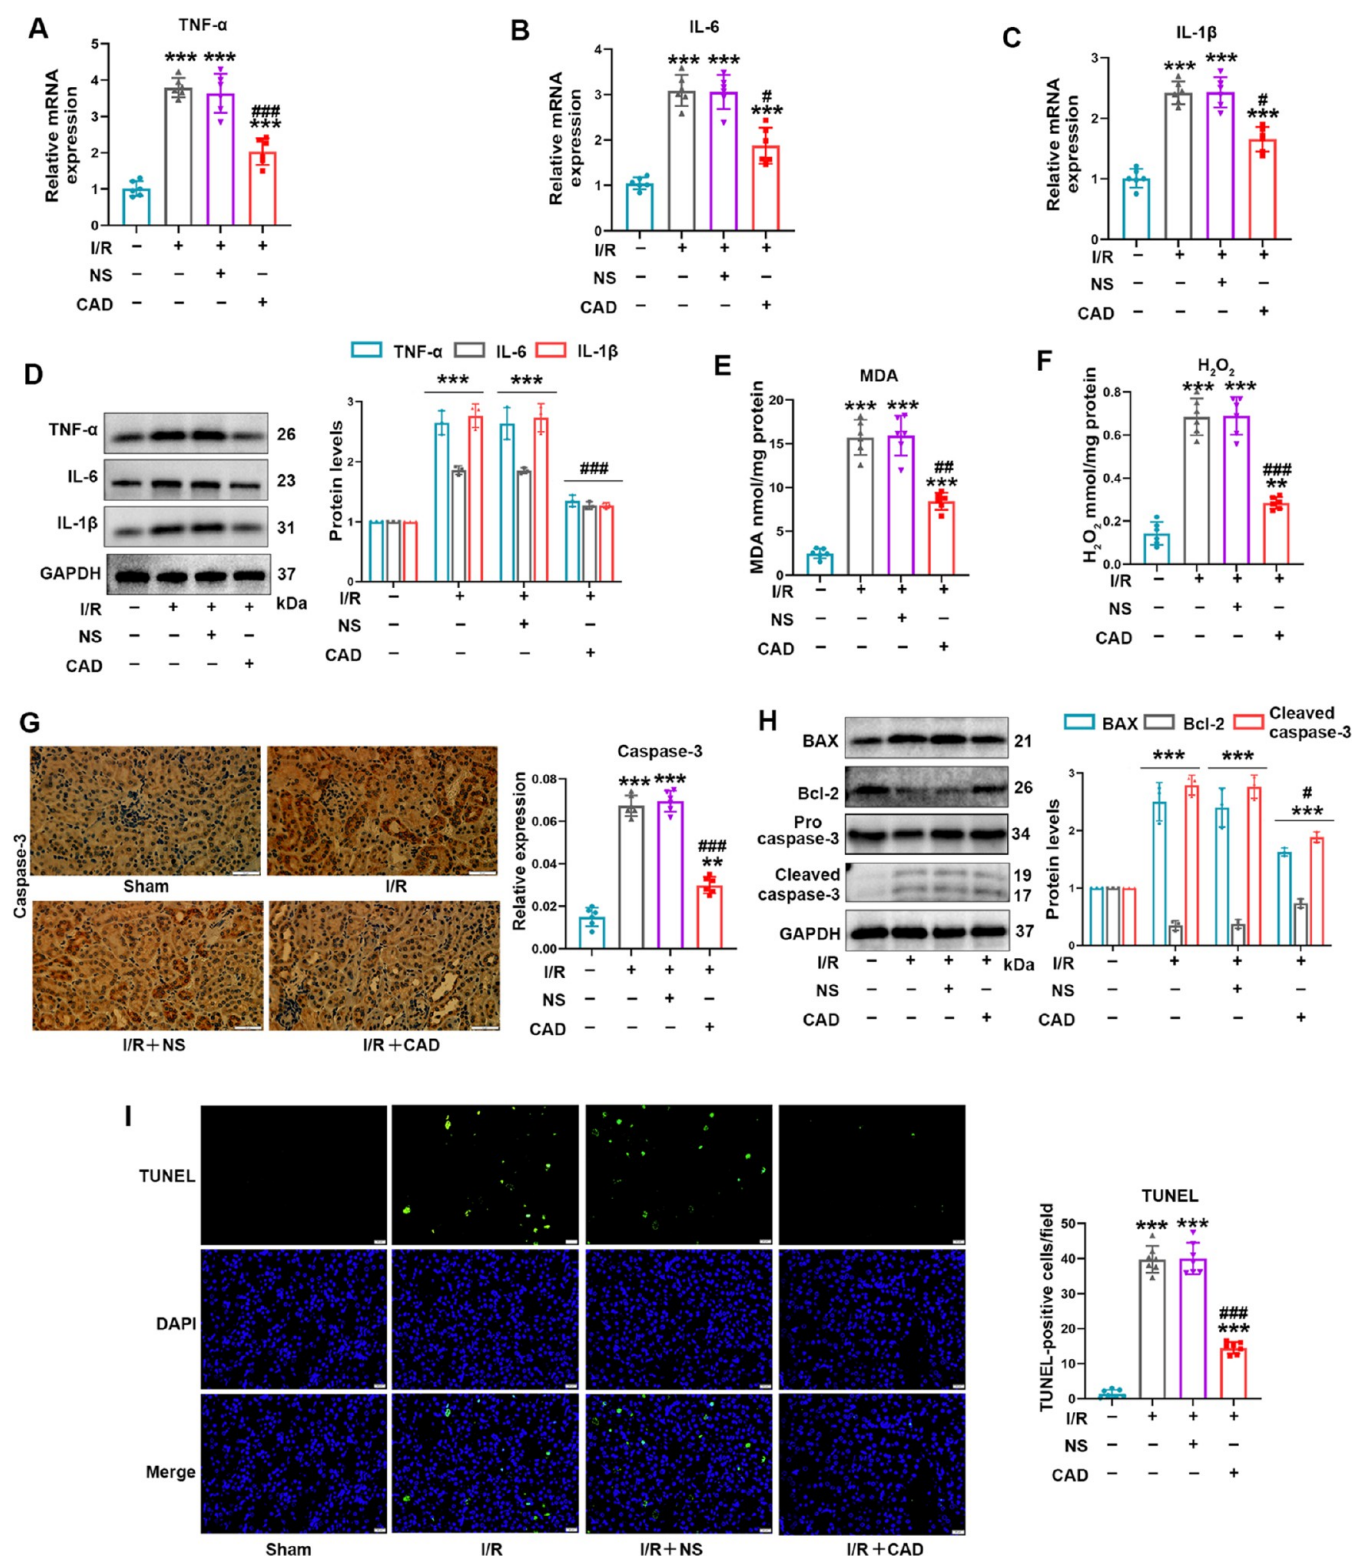 A
TNF-α
Relative mRNA
expression
5
4
3
2
1
0
*** ***
###
***
I/R − + + +
NS − − + −
CAD − − − +
B
IL-6
Relative mRNA
expression
4
3
2
1
0
*** ***
#
***
I/R − + + +
NS − − + −
CAD − − − +
C
IL-1β
Relative mRNA
expression
3
2
1
0
*** ***
#
***
I/R − + + +
NS − − + −
CAD − − − +
D
TNF-α 26
IL-6 23
IL-1β 31
GAPDH 37
kDa
I/R − + + +
NS − − + −
CAD − − − +
TNF-α IL-6 IL-1β
Protein levels
3
2
1
0
*** ***
###
I/R − + + +
NS − − + −
CAD − − − +
E
MDA
MDA nmol/mg protein
20
15
10
5
0
*** ***
##
***
I/R − + + +
NS − − + −
CAD − − − +
F
H₂O₂
H₂O₂ mmol/mg protein
0.8
0.6
0.4
0.2
0.0
*** ***
###
**
I/R − + + +
NS − − + −
CAD − − − +
G
Caspase-3
Sham I/R
I/R+NS I/R+CAD
Caspase-3
Relative expression
0.08
0.06
0.04
0.02
0.00
*** ***
###
**
I/R − + + +
NS − − + −
CAD − − − +
H
BAX 21
Bcl-2 26
Pro
caspase-3 34
Cleaved 19
caspase-3 17
GAPDH 37
kDa
I/R − + + +
NS − − + −
CAD − − − +
BAX Bcl-2 Cleaved
caspase-3
Protein levels
3
2
1
0
*** ***
#
***
I/R − + + +
NS − − + −
CAD − − − +
I
TUNEL
DAPI
Merge
Sham I/R I/R+NS I/R+CAD
TUNEL
TUNEL-positive cells/field
50
40
30
20
10
0
*** ***
###
***
I/R − + + +
NS − − + −
CAD − − − +